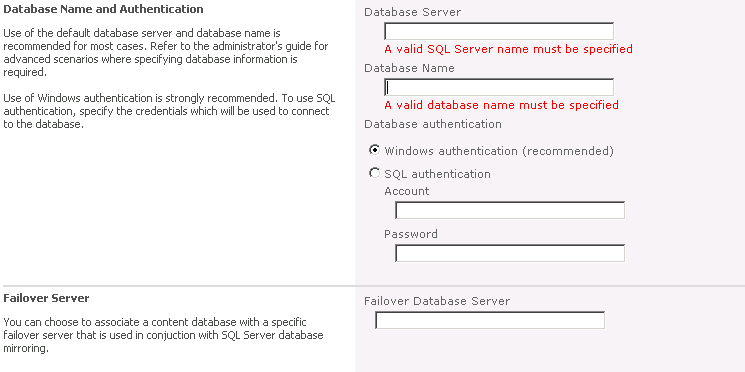 Database Name and Authentication
Use of the default database server and database name is
recommended for most cases. Refer to the administrator's guide for
advanced scenarios where specifying database information is
required.
Use of Windows authentication is strongly recommended. To use SQL
authentication, specify the credentials which will be used to connect
to the database.
Database Server
A valid SQL Server name must be specified
Database Name
A valid database name must be specified
Database authentication
Windows authentication (recommended)
SQL authentication
Account
Password
Failover Server
You can choose to associate a content database with a specific
failover server that is used in conjuction with SQL Server database
mirroring.
Failover Database Server